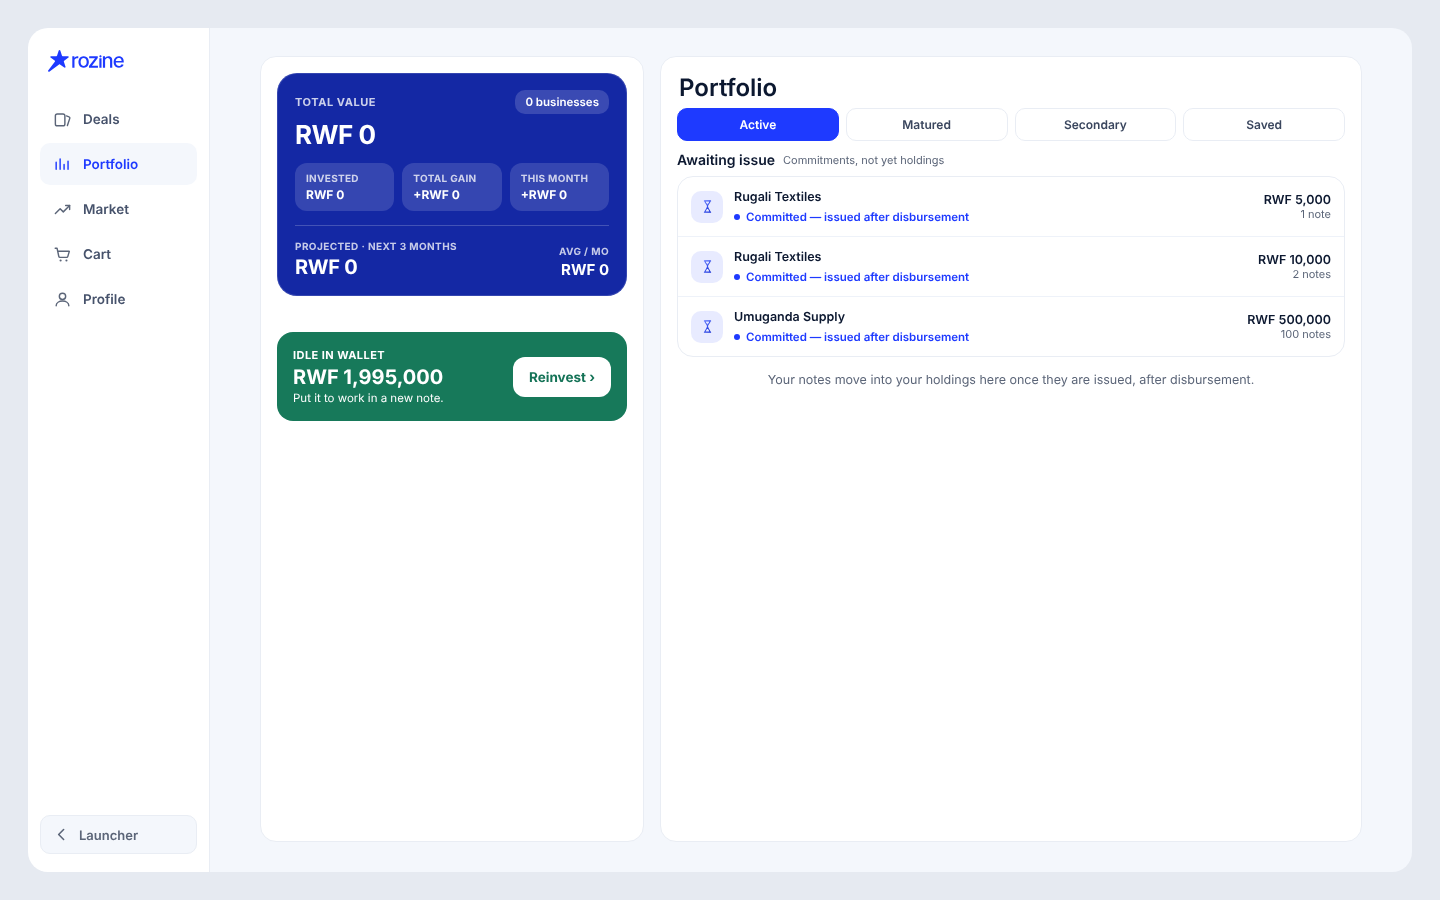 rozine
Deals
Portfolio
Market
Cart
Profile
Launcher
TOTAL VALUE
0 businesses
RWF 0
INVESTED
RWF 0
TOTAL GAIN
+RWF 0
THIS MONTH
+RWF 0
PROJECTED · NEXT 3 MONTHS
RWF 0
AVG / MO
RWF 0
IDLE IN WALLET
RWF 1,995,000
Put it to work in a new note.
Reinvest ›
Portfolio
Active
Matured
Secondary
Saved
Awaiting issue Commitments, not yet holdings
Rugali Textiles
Committed — issued after disbursement
RWF 5,000
1 note
Rugali Textiles
Committed — issued after disbursement
RWF 10,000
2 notes
Umuganda Supply
Committed — issued after disbursement
RWF 500,000
100 notes
Your notes move into your holdings here once they are issued, after disbursement.